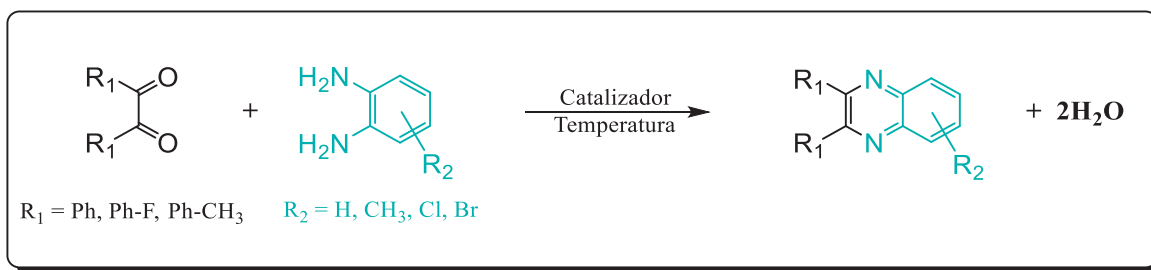 R₁ O H₂N Catalizador R₁ N
+ Temperatura + 2H₂O
R₁ O H₂N R₂ R₁ N R₂
R₁ = Ph, Ph-F, Ph-CH₃ R₂ = H, CH₃, Cl, Br